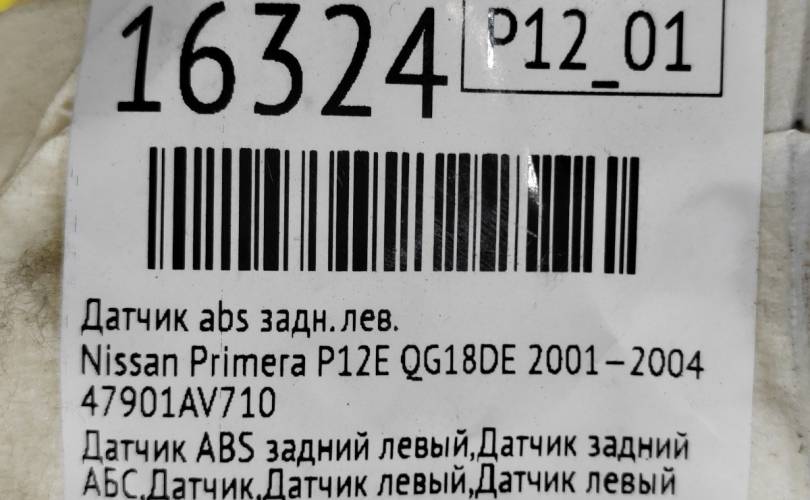 16324
P12_01
Датчик abs задн.лев.
Nissan Primera P12E QG18DE 2001-2004
47901AV710
Датчик ABS задний левый,Датчик задний
АБС,Датчик,Датчик левый,Датчик левый